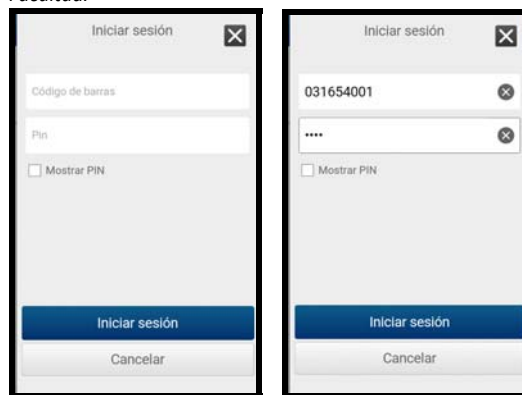 Iniciar sesión
Código de barras
Pin
Mostrar PIN
Iniciar sesión
Cancelar
Iniciar sesión
031654001
••••
Mostrar PIN
Iniciar sesión
Cancelar